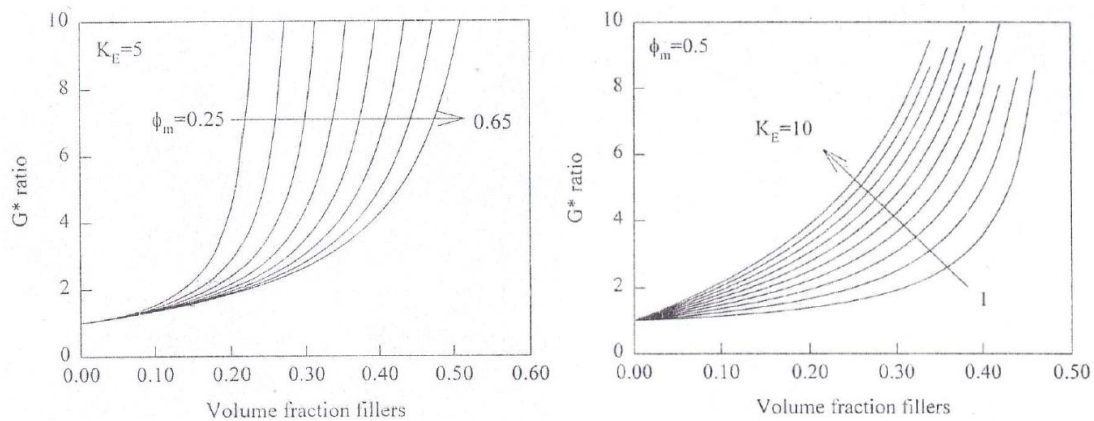 10
8
6
4
2
0
G* ratio
K_E=5
ϕ_m=0.25
0.65
0.00 0.10 0.20 0.30 0.40 0.50 0.60
Volume fraction fillers
10
8
6
4
2
0
G* ratio
ϕ_m=0.5
K_E=10
1
0.00 0.10 0.20 0.30 0.40 0.50
Volume fraction fillers